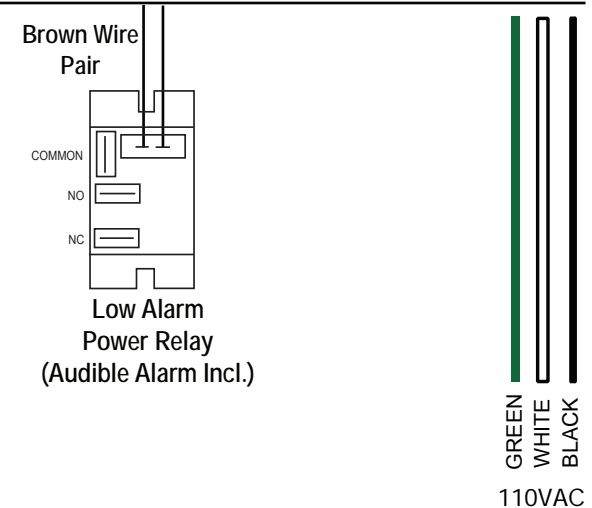 Brown Wire
Pair
COMMON
NO
NC
Low Alarm
Power Relay
(Audible Alarm Incl.)
GREEN
WHITE
BLACK
110VAC